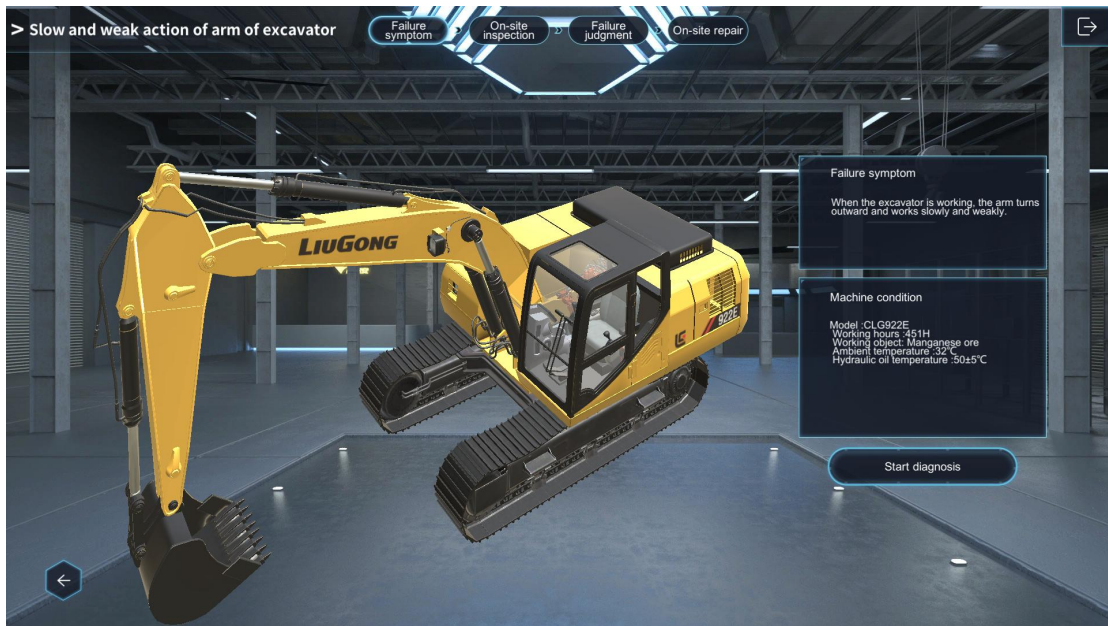 > Slow and weak action of arm of excavator
Failure
symptom
On-site
inspection
Failure
judgment
On-site repair
LIUGONG
922E
Failure symptom
When the excavator is working, the arm turns
outward and works slowly and weakly.
Machine condition
Model :CLG922E
Working hours :451H
Working object: Manganese ore
Ambient temperature :32℃
Hydraulic oil temperature :50±5℃
Start diagnosis